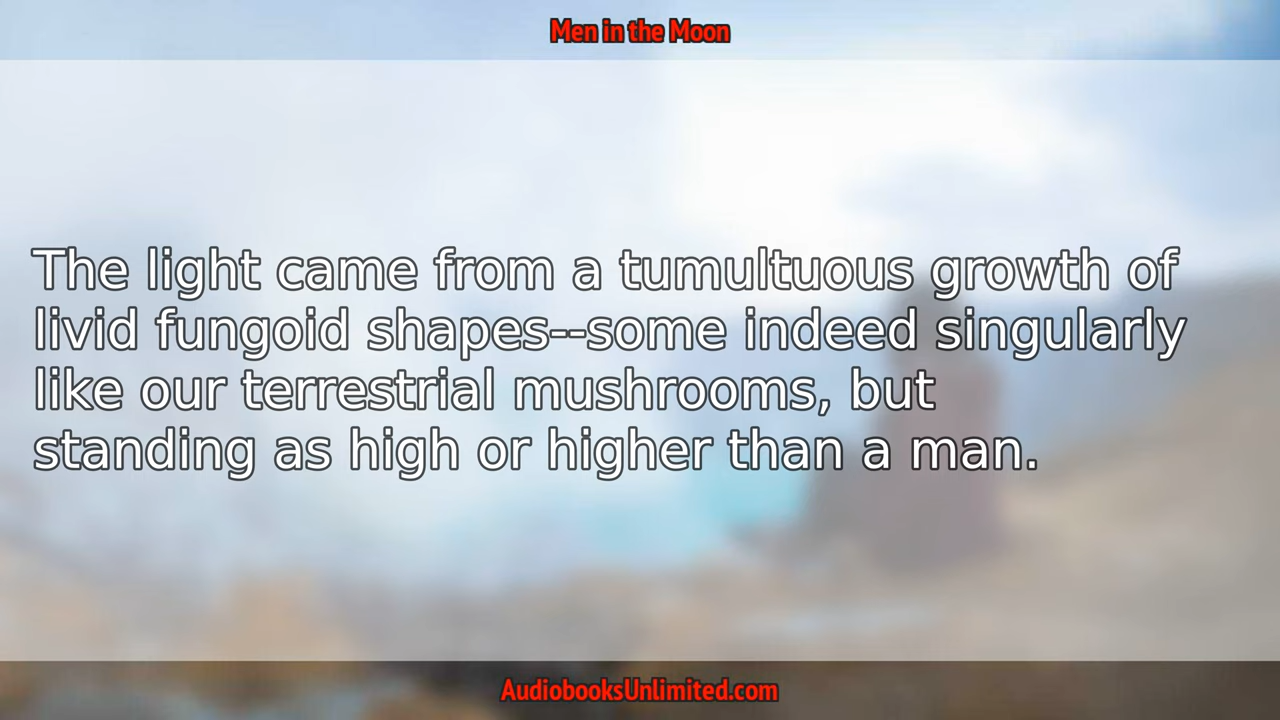 Men in the Moon
The light came from a tumultuous growth of
livid fungoid shapes--some indeed singularly
like our terrestrial mushrooms, but
standing as high or higher than a man.
AudiobooksUnlimited.com